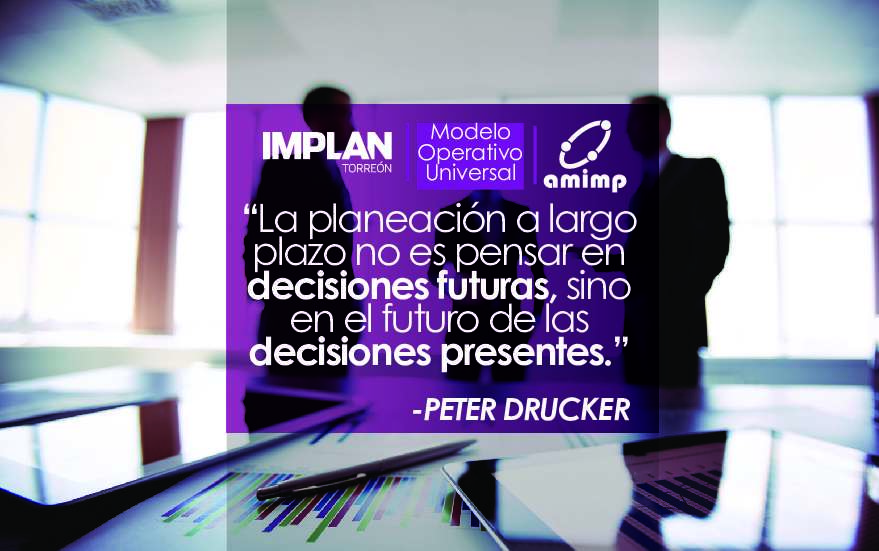 IMPLAN
TORREÓN
Modelo
Operativo
Universal
amimp
“La planeación a largo
plazo no es pensar en
decisiones futuras, sino
en el futuro de las
decisiones presentes.”
-PETER DRUCKER